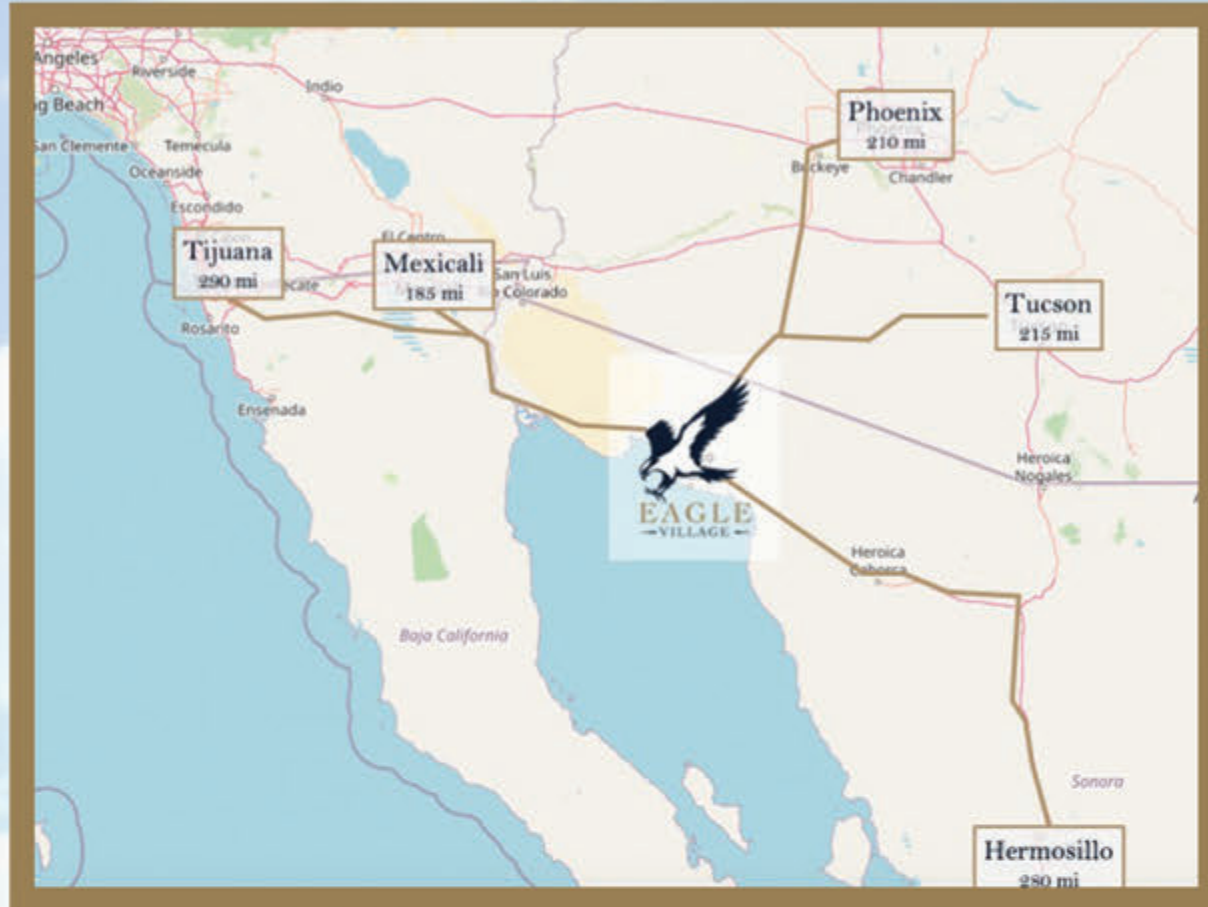 Angeles
Riverside
Indio
g Beach
San Clemente
Temecula
Oceanside
Escondido
Phoenix
210 mi
Buckeye
Chandler
Tijuana
290 mi
cate
El Centro
Mexicali
185 mi
San Luis
Colorado
Tucson
215 mi
Rosarito
Ensenada
Heroica
Nogales
EAGLE
VILLAGE
Heroica
Caborca
Baja California
Sonora
Hermosillo
280 mi